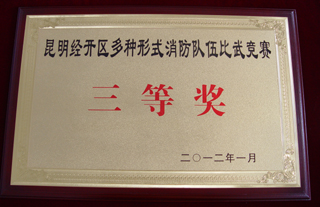 昆明经开区多种形式消防队伍比武竞赛
三等奖
二〇一二年一月